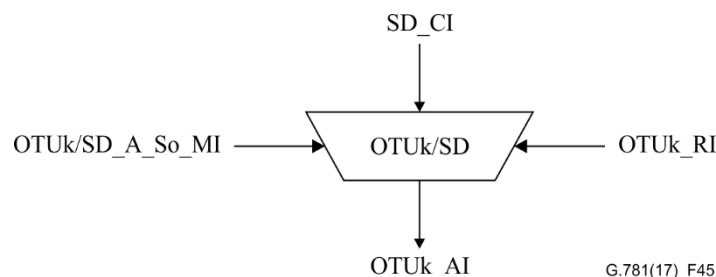 SD_CI
OTUk/SD_A_So_MI
OTUk/SD
OTUk_RI
OTUk_AI
G.781(17)_F45